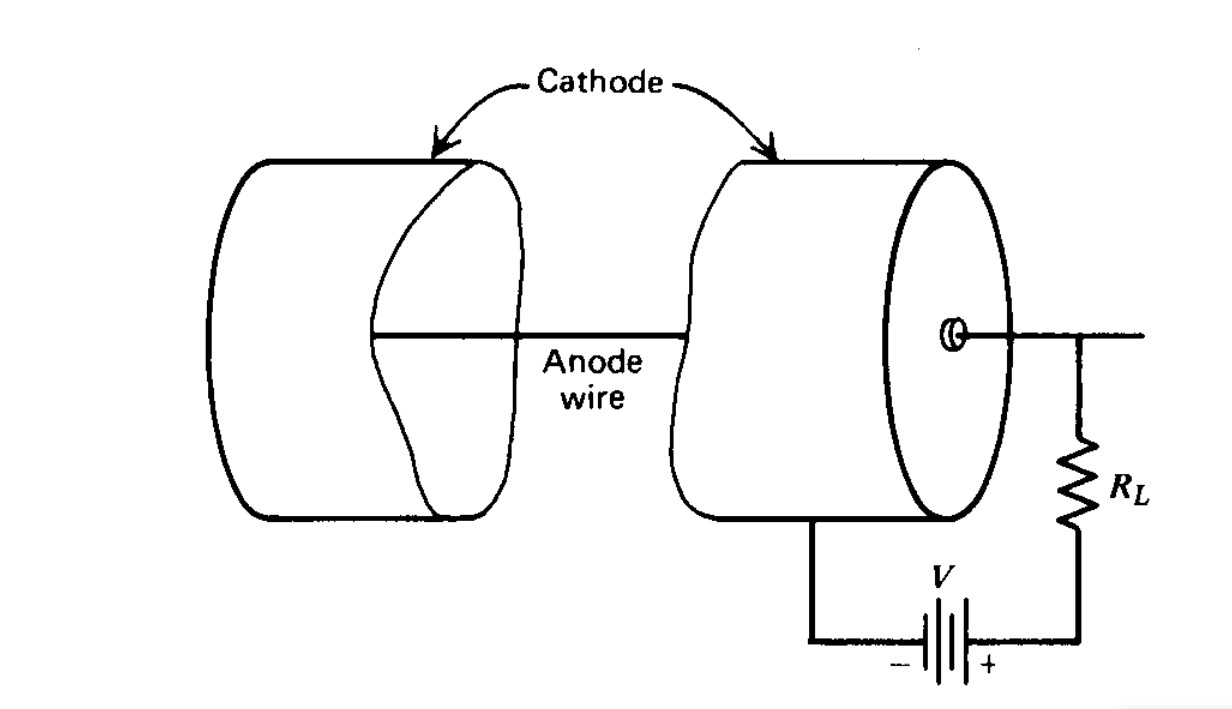 Cathode
Anode
wire
R_L
V
− +